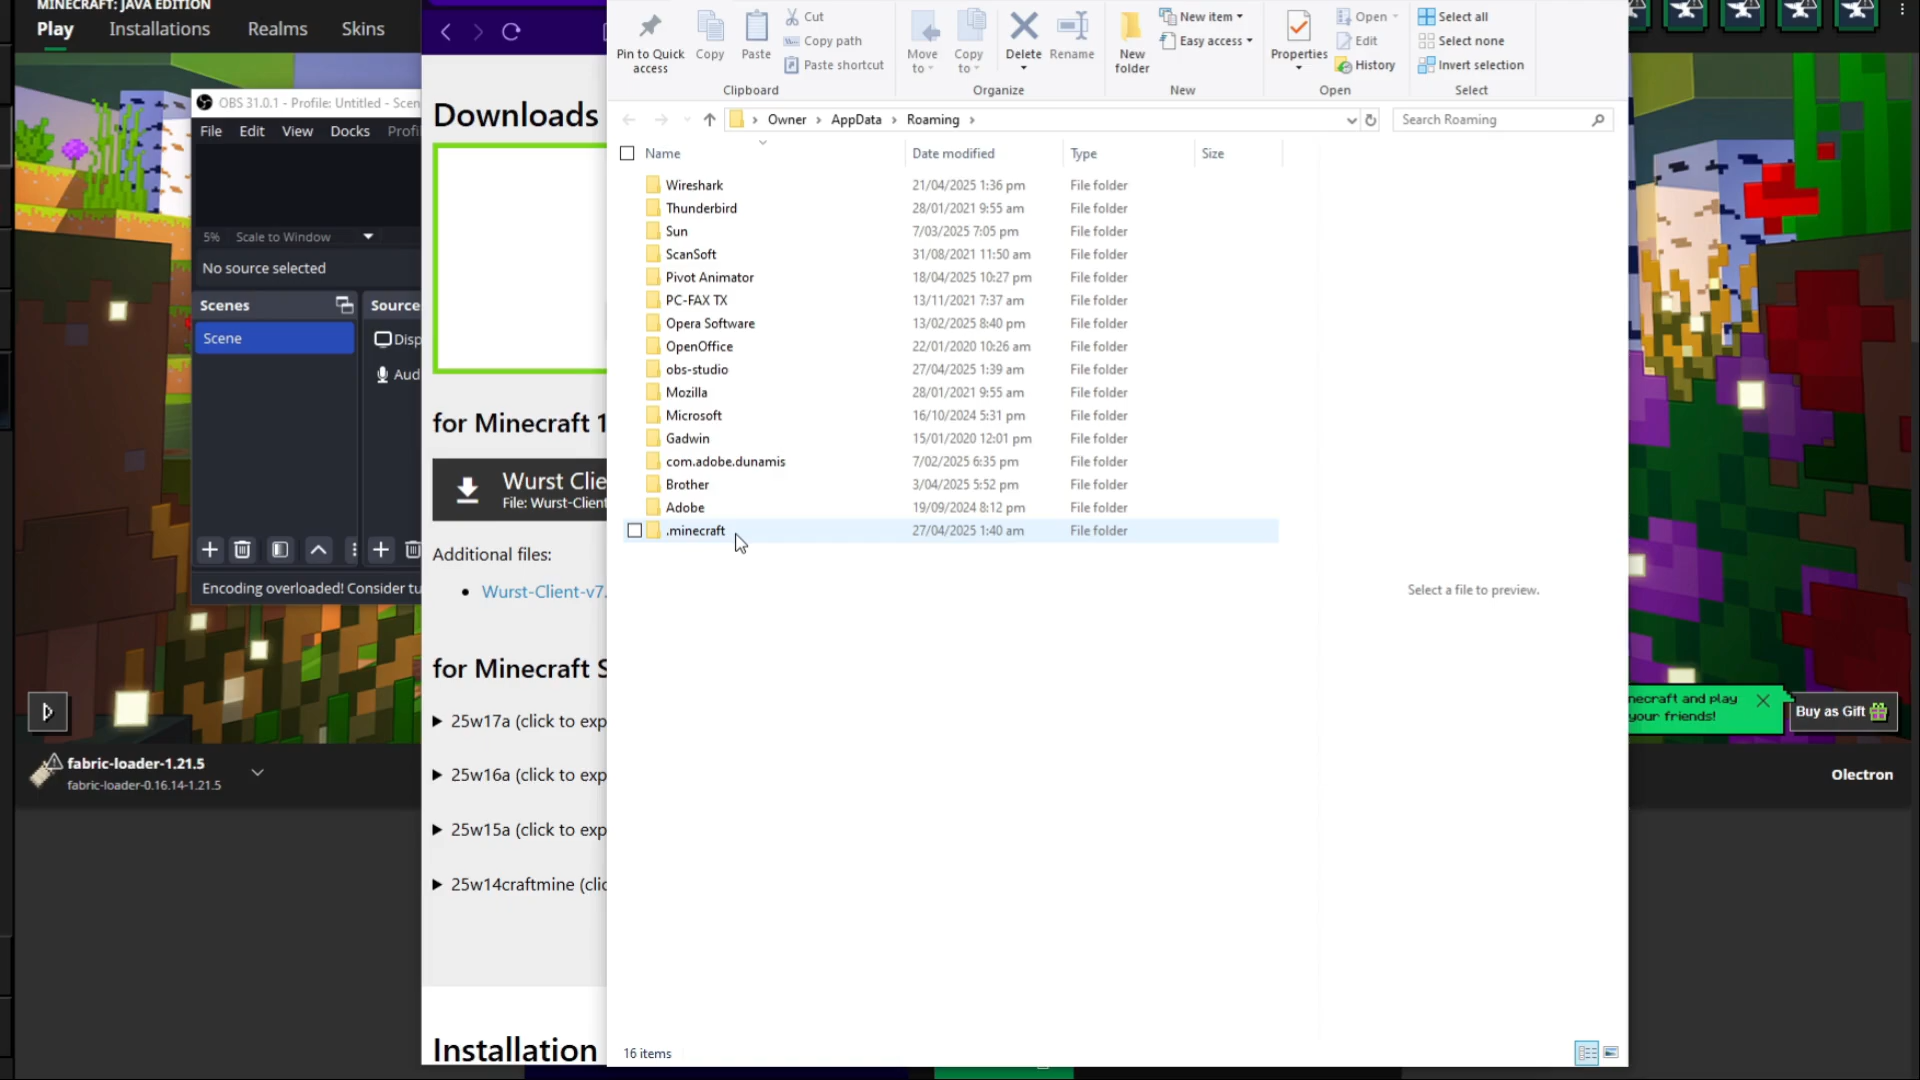 MINECRAFT: JAVA EDITION
Play
Installations
Realms
Skins
OBS 31.0.1 - Profile: Untitled - Scen
File
Edit
View
Docks
Profi
5%
Scale to Window
No source selected
Scenes
Source
Scene
Disp
Aud
Encoding overloaded! Consider tu
fabric-loader-1.21.5
fabric-loader-0.16.14-1.21.5
Downloads
for Minecraft 1
Wurst Clie
File: Wurst-Client
Additional files:
Wurst-Client-v7.
for Minecraft S
25w17a (click to exp
25w16a (click to exp
25w15a (click to exp
25w14craftmine (clic
Installation
Pin to Quick
access
Copy
Paste
Cut
Copy path
Paste shortcut
Clipboard
Move
to
Copy
to
Delete
Rename
Organize
New
folder
New item
Easy access
New
Properties
Open
Edit
History
Open
Select all
Select none
Invert selection
Select
Owner
AppData
Roaming
Search Roaming
Name
Date modified
Type
Size
Wireshark 21/04/2025 1:36 pm File folder
Thunderbird 28/01/2021 9:55 am File folder
Sun 7/03/2025 7:05 pm File folder
ScanSoft 31/08/2021 11:50 am File folder
Pivot Animator 18/04/2025 10:27 pm File folder
PC-FAX TX 13/11/2021 7:37 am File folder
Opera Software 13/02/2025 8:40 pm File folder
OpenOffice 22/01/2020 10:26 am File folder
obs-studio 27/04/2025 1:39 am File folder
Mozilla 28/01/2021 9:55 am File folder
Microsoft 16/10/2024 5:31 pm File folder
Gadwin 15/01/2020 12:01 pm File folder
com.adobe.dunamis 7/02/2025 6:35 pm File folder
Brother 3/04/2025 5:52 pm File folder
Adobe 19/09/2024 8:12 pm File folder
.minecraft 27/04/2025 1:40 am File folder
Select a file to preview.
16 items
necraft and play
your friends!
Buy as Gift
Olectron